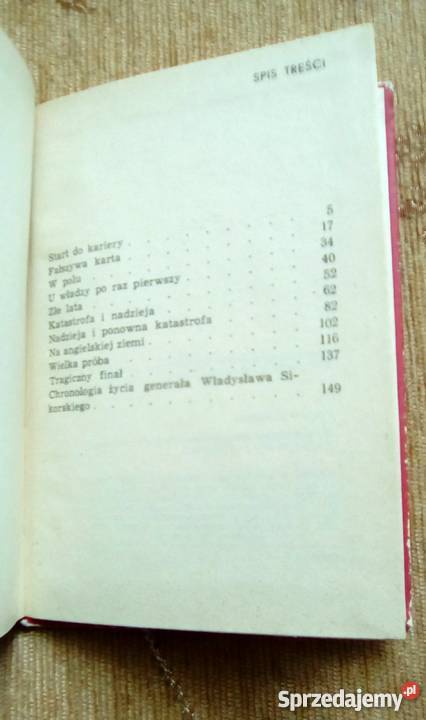 SPIS TREŚCI
Start do kariery . . . . . . . . 5
Fałszywa karta . . . . . . . . 17
W polu . . . . . . . . 34
U władzy po raz pierwszy . . . . . 40
Złe lata . . . . . . . . 52
Katastrofa i nadzieja . . . . . . 62
Nadzieja i ponowna katastrofa . . . . 82
Na angielskiej ziemi . . . . . . 102
Wielka próba . . . . . . . . 116
Tragiczny finał . . . . . . . 137
Chronologia życia generała Władysława Si-
korskiego . . . . . . . . 149
Sprzedajemy.pl